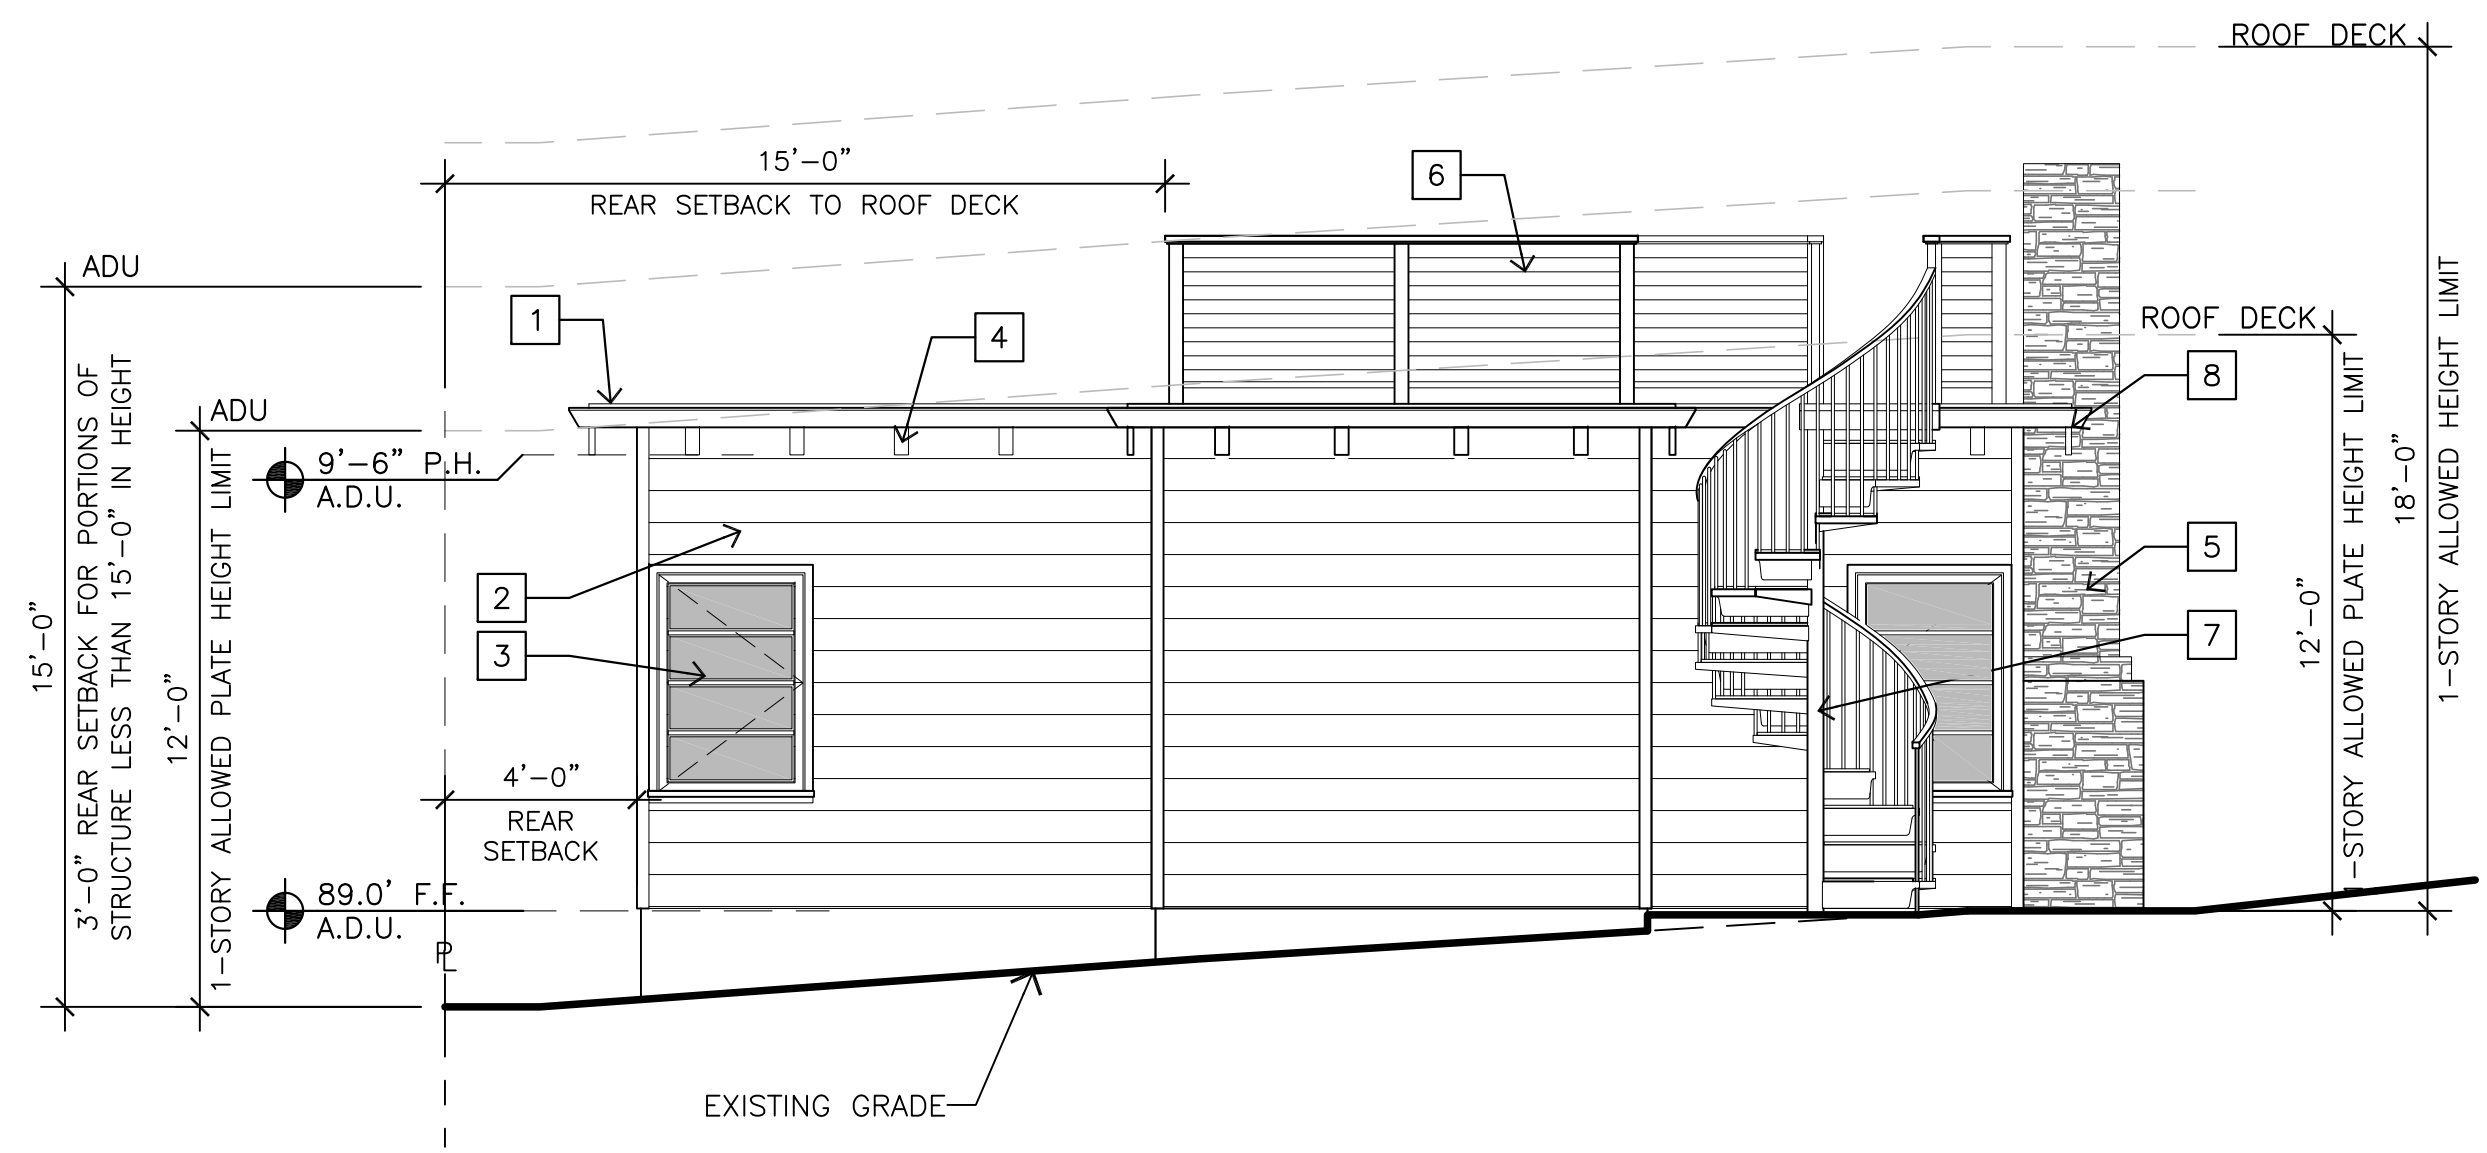 ROOF DECK
15'-0"
REAR SETBACK TO ROOF DECK
6
ADU
1
4
ROOF DECK
8
ADU
9'-6" P.H.
A.D.U.
5
2
3
7
4'-0"
REAR
SETBACK
89.0' F.F.
A.D.U.
PL
EXISTING GRADE
15'-0"
3'-0" REAR SETBACK FOR PORTIONS OF
STRUCTURE LESS THAN 15'-0" IN HEIGHT
12'-0"
1-STORY ALLOWED PLATE HEIGHT LIMIT
12'-0"
1-STORY ALLOWED PLATE HEIGHT LIMIT
18'-0"
1-STORY ALLOWED HEIGHT LIMIT